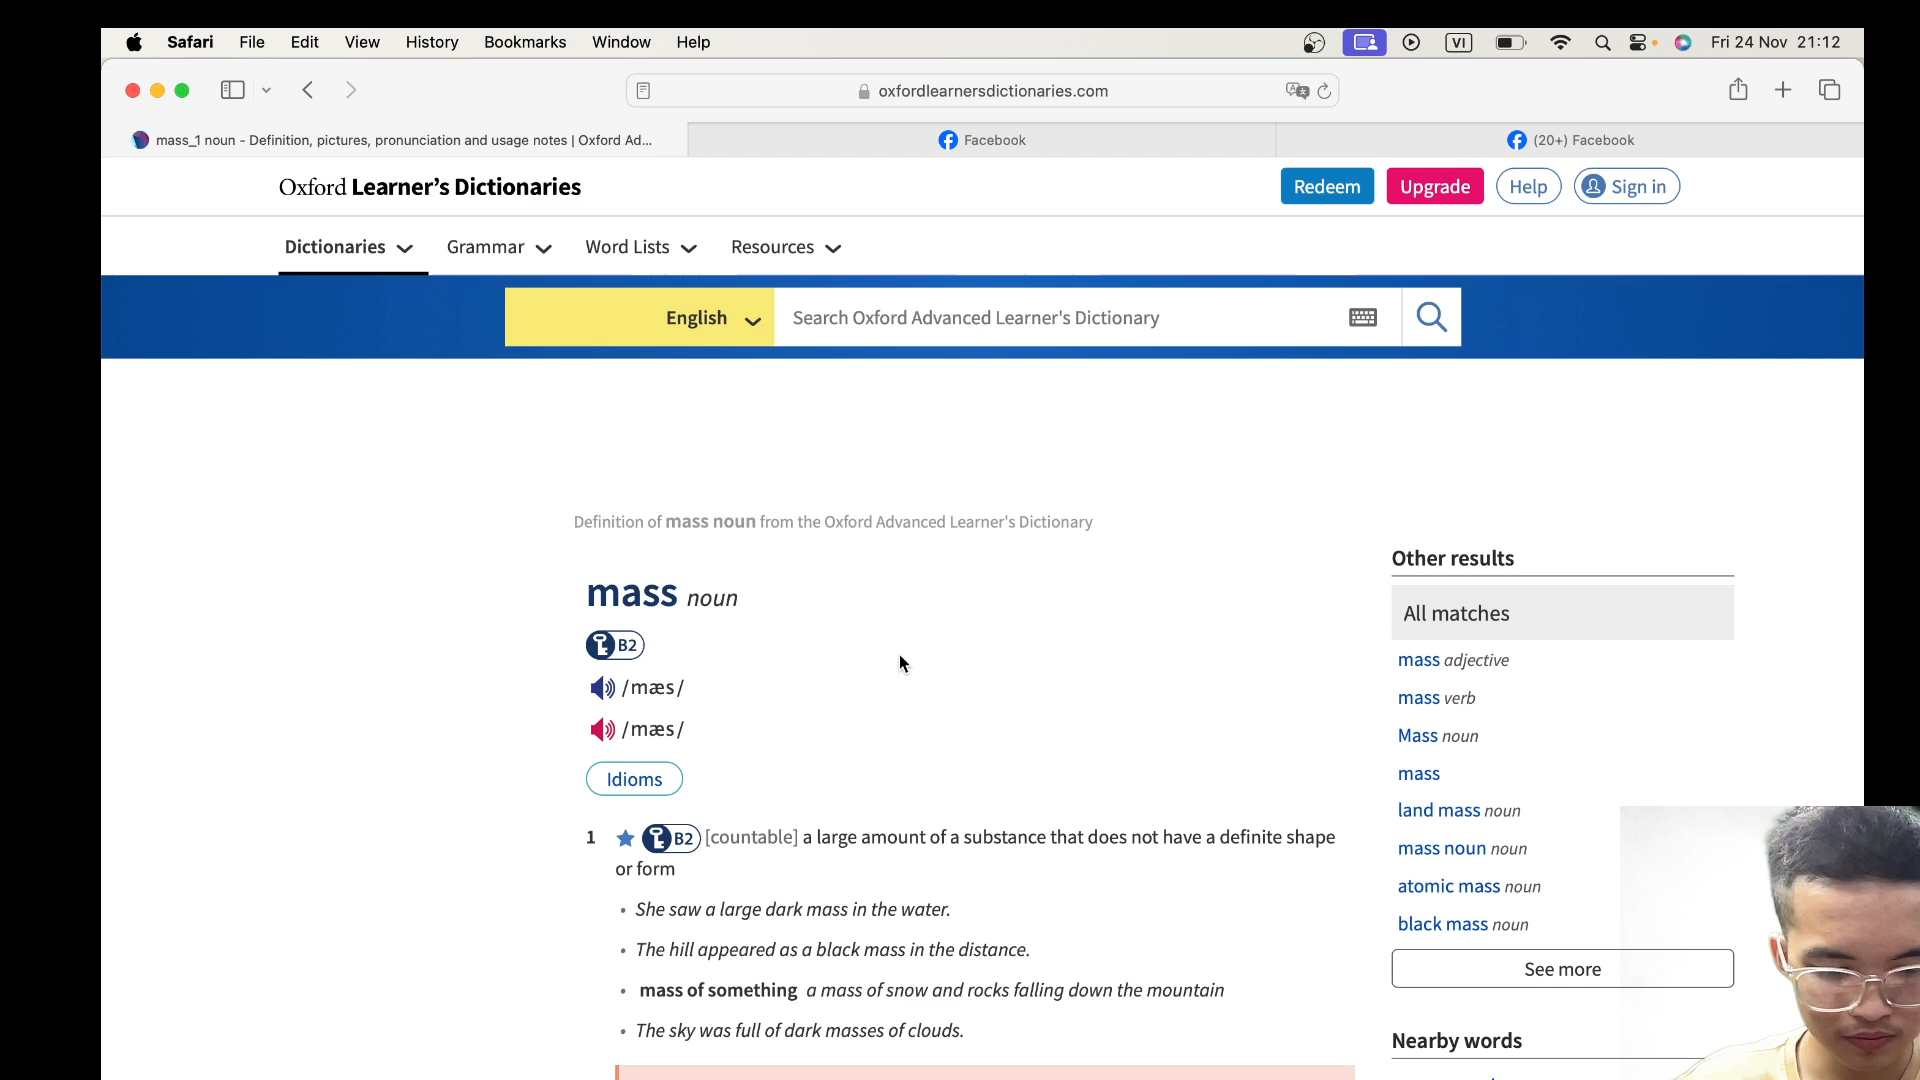 Safari File Edit View History Bookmarks Window Help VI Fri 24 Nov 21:12
oxfordlearnersdictionaries.com
mass_1 noun - Definition, pictures, pronunciation and usage notes | Oxford Ad... Facebook (20+) Facebook
Oxford Learner's Dictionaries Redeem Upgrade Help Sign in
Dictionaries Grammar Word Lists Resources
English Search Oxford Advanced Learner's Dictionary
Definition of mass noun from the Oxford Advanced Learner's Dictionary
mass noun
B2
/mæs/
/mæs/
Idioms
1 B2 [countable] a large amount of a substance that does not have a definite shape
or form
• She saw a large dark mass in the water.
• The hill appeared as a black mass in the distance.
• mass of something a mass of snow and rocks falling down the mountain
• The sky was full of dark masses of clouds.
Other results
All matches
mass adjective
mass verb
Mass noun
mass
land mass noun
mass noun noun
atomic mass noun
black mass noun
See more
Nearby words